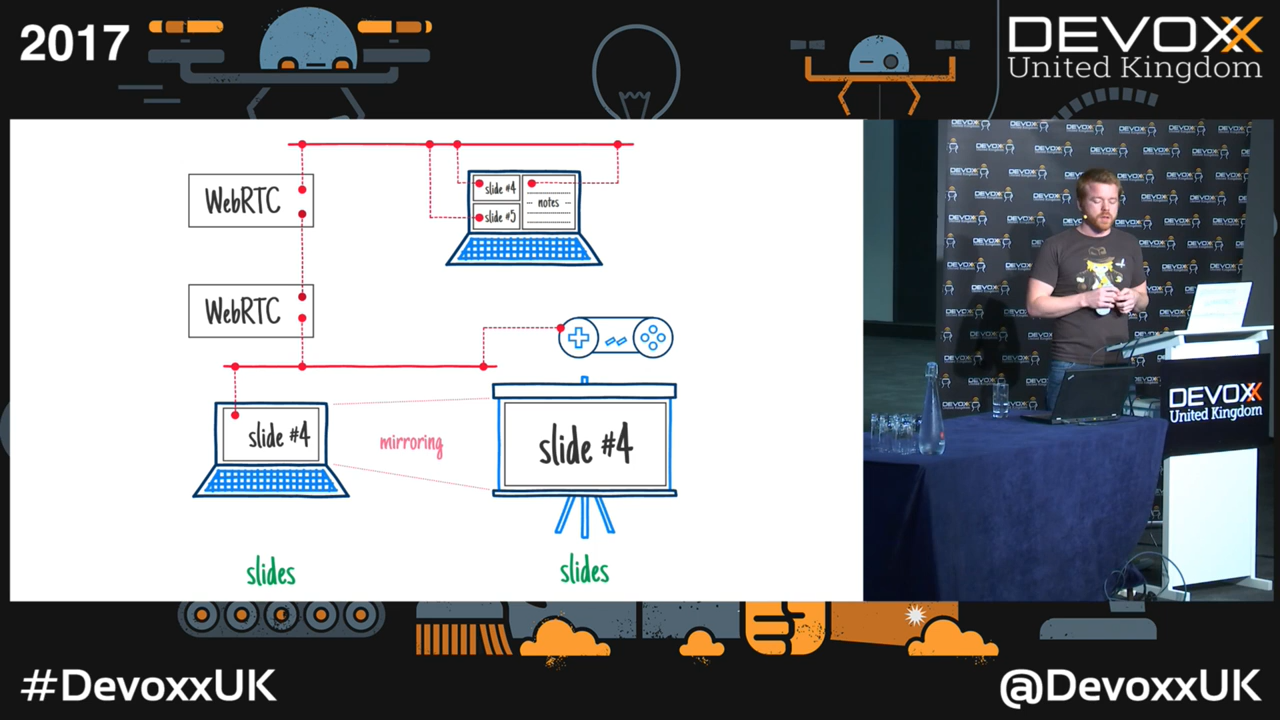 2017
DEVOXX
United Kingdom
WebRTC
slide #4
slide #5
notes
WebRTC
slide #4
mirroring
slide #4
slides
slides
DEVOXX
United Kingdom
#DevoxxUK
@DevoxxUK